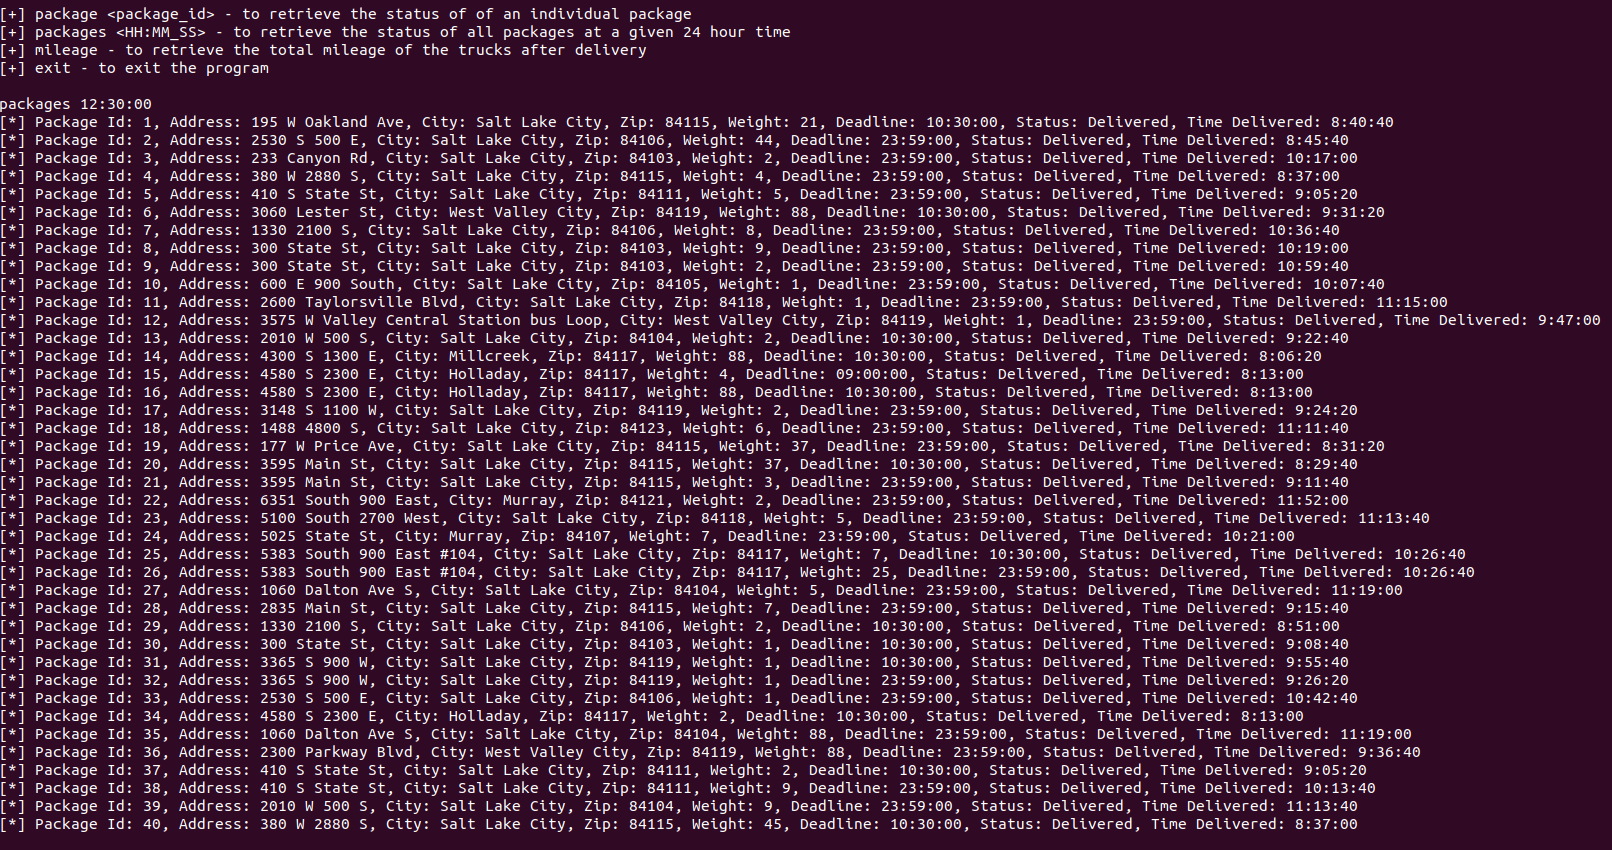 [+] package <package_id> - to retrieve the status of of an individual package
[+] packages <HH:MM_SS> - to retrieve the status of all packages at a given 24 hour time
[+] mileage - to retrieve the total mileage of the trucks after delivery
[+] exit - to exit the program
packages 12:30:00
[*] Package Id: 1, Address: 195 W Oakland Ave, City: Salt Lake City, Zip: 84115, Weight: 21, Deadline: 10:30:00, Status: Delivered, Time Delivered: 8:40:40
[*] Package Id: 2, Address: 2530 S 500 E, City: Salt Lake City, Zip: 84106, Weight: 44, Deadline: 23:59:00, Status: Delivered, Time Delivered: 8:45:40
[*] Package Id: 3, Address: 233 Canyon Rd, City: Salt Lake City, Zip: 84103, Weight: 2, Deadline: 23:59:00, Status: Delivered, Time Delivered: 10:17:00
[*] Package Id: 4, Address: 380 W 2880 S, City: Salt Lake City, Zip: 84115, Weight: 4, Deadline: 23:59:00, Status: Delivered, Time Delivered: 8:37:00
[*] Package Id: 5, Address: 410 S State St, City: Salt Lake City, Zip: 84111, Weight: 5, Deadline: 23:59:00, Status: Delivered, Time Delivered: 9:05:20
[*] Package Id: 6, Address: 3060 Lester St, City: West Valley City, Zip: 84119, Weight: 88, Deadline: 10:30:00, Status: Delivered, Time Delivered: 9:31:20
[*] Package Id: 7, Address: 1330 2100 S, City: Salt Lake City, Zip: 84106, Weight: 8, Deadline: 23:59:00, Status: Delivered, Time Delivered: 10:36:40
[*] Package Id: 8, Address: 300 State St, City: Salt Lake City, Zip: 84103, Weight: 9, Deadline: 23:59:00, Status: Delivered, Time Delivered: 10:19:00
[*] Package Id: 9, Address: 300 State St, City: Salt Lake City, Zip: 84103, Weight: 2, Deadline: 23:59:00, Status: Delivered, Time Delivered: 10:59:40
[*] Package Id: 10, Address: 600 E 900 South, City: Salt Lake City, Zip: 84105, Weight: 1, Deadline: 23:59:00, Status: Delivered, Time Delivered: 10:07:40
[*] Package Id: 11, Address: 2600 Taylorsville Blvd, City: Salt Lake City, Zip: 84118, Weight: 1, Deadline: 23:59:00, Status: Delivered, Time Delivered: 11:15:00
[*] Package Id: 12, Address: 3575 W Valley Central Station bus Loop, City: West Valley City, Zip: 84119, Weight: 1, Deadline: 23:59:00, Status: Delivered, Time Delivered: 9:47:00
[*] Package Id: 13, Address: 2010 W 500 S, City: Salt Lake City, Zip: 84104, Weight: 2, Deadline: 10:30:00, Status: Delivered, Time Delivered: 9:22:40
[*] Package Id: 14, Address: 4300 S 1300 E, City: Millcreek, Zip: 84117, Weight: 88, Deadline: 10:30:00, Status: Delivered, Time Delivered: 8:06:20
[*] Package Id: 15, Address: 4580 S 2300 E, City: Holladay, Zip: 84117, Weight: 4, Deadline: 09:00:00, Status: Delivered, Time Delivered: 8:13:00
[*] Package Id: 16, Address: 4580 S 2300 E, City: Holladay, Zip: 84117, Weight: 88, Deadline: 10:30:00, Status: Delivered, Time Delivered: 8:13:00
[*] Package Id: 17, Address: 3148 S 1100 W, City: Salt Lake City, Zip: 84119, Weight: 2, Deadline: 23:59:00, Status: Delivered, Time Delivered: 9:24:20
[*] Package Id: 18, Address: 1488 4800 S, City: Salt Lake City, Zip: 84123, Weight: 6, Deadline: 23:59:00, Status: Delivered, Time Delivered: 11:11:40
[*] Package Id: 19, Address: 177 W Price Ave, City: Salt Lake City, Zip: 84115, Weight: 37, Deadline: 23:59:00, Status: Delivered, Time Delivered: 8:31:20
[*] Package Id: 20, Address: 3595 Main St, City: Salt Lake City, Zip: 84115, Weight: 37, Deadline: 10:30:00, Status: Delivered, Time Delivered: 8:29:40
[*] Package Id: 21, Address: 3595 Main St, City: Salt Lake City, Zip: 84115, Weight: 3, Deadline: 23:59:00, Status: Delivered, Time Delivered: 9:11:40
[*] Package Id: 22, Address: 6351 South 900 East, City: Murray, Zip: 84121, Weight: 2, Deadline: 23:59:00, Status: Delivered, Time Delivered: 11:52:00
[*] Package Id: 23, Address: 5100 South 2700 West, City: Salt Lake City, Zip: 84118, Weight: 5, Deadline: 23:59:00, Status: Delivered, Time Delivered: 11:13:40
[*] Package Id: 24, Address: 5025 State St, City: Murray, Zip: 84107, Weight: 7, Deadline: 23:59:00, Status: Delivered, Time Delivered: 10:21:00
[*] Package Id: 25, Address: 5383 South 900 East #104, City: Salt Lake City, Zip: 84117, Weight: 7, Deadline: 10:30:00, Status: Delivered, Time Delivered: 10:26:40
[*] Package Id: 26, Address: 5383 South 900 East #104, City: Salt Lake City, Zip: 84117, Weight: 25, Deadline: 23:59:00, Status: Delivered, Time Delivered: 10:26:40
[*] Package Id: 27, Address: 1060 Dalton Ave S, City: Salt Lake City, Zip: 84104, Weight: 5, Deadline: 23:59:00, Status: Delivered, Time Delivered: 11:19:00
[*] Package Id: 28, Address: 2835 Main St, City: Salt Lake City, Zip: 84115, Weight: 7, Deadline: 23:59:00, Status: Delivered, Time Delivered: 9:15:40
[*] Package Id: 29, Address: 1330 2100 S, City: Salt Lake City, Zip: 84106, Weight: 2, Deadline: 10:30:00, Status: Delivered, Time Delivered: 8:51:00
[*] Package Id: 30, Address: 300 State St, City: Salt Lake City, Zip: 84103, Weight: 1, Deadline: 10:30:00, Status: Delivered, Time Delivered: 9:08:40
[*] Package Id: 31, Address: 3365 S 900 W, City: Salt Lake City, Zip: 84119, Weight: 1, Deadline: 10:30:00, Status: Delivered, Time Delivered: 9:55:40
[*] Package Id: 32, Address: 3365 S 900 W, City: Salt Lake City, Zip: 84119, Weight: 1, Deadline: 23:59:00, Status: Delivered, Time Delivered: 9:26:20
[*] Package Id: 33, Address: 2530 S 500 E, City: Salt Lake City, Zip: 84106, Weight: 1, Deadline: 23:59:00, Status: Delivered, Time Delivered: 10:42:40
[*] Package Id: 34, Address: 4580 S 2300 E, City: Holladay, Zip: 84117, Weight: 2, Deadline: 10:30:00, Status: Delivered, Time Delivered: 8:13:00
[*] Package Id: 35, Address: 1060 Dalton Ave S, City: Salt Lake City, Zip: 84104, Weight: 88, Deadline: 23:59:00, Status: Delivered, Time Delivered: 11:19:00
[*] Package Id: 36, Address: 2300 Parkway Blvd, City: West Valley City, Zip: 84119, Weight: 88, Deadline: 23:59:00, Status: Delivered, Time Delivered: 9:36:40
[*] Package Id: 37, Address: 410 S State St, City: Salt Lake City, Zip: 84111, Weight: 2, Deadline: 10:30:00, Status: Delivered, Time Delivered: 9:05:20
[*] Package Id: 38, Address: 410 S State St, City: Salt Lake City, Zip: 84111, Weight: 9, Deadline: 23:59:00, Status: Delivered, Time Delivered: 10:13:40
[*] Package Id: 39, Address: 2010 W 500 S, City: Salt Lake City, Zip: 84104, Weight: 9, Deadline: 23:59:00, Status: Delivered, Time Delivered: 11:13:40
[*] Package Id: 40, Address: 380 W 2880 S, City: Salt Lake City, Zip: 84115, Weight: 45, Deadline: 10:30:00, Status: Delivered, Time Delivered: 8:37:00